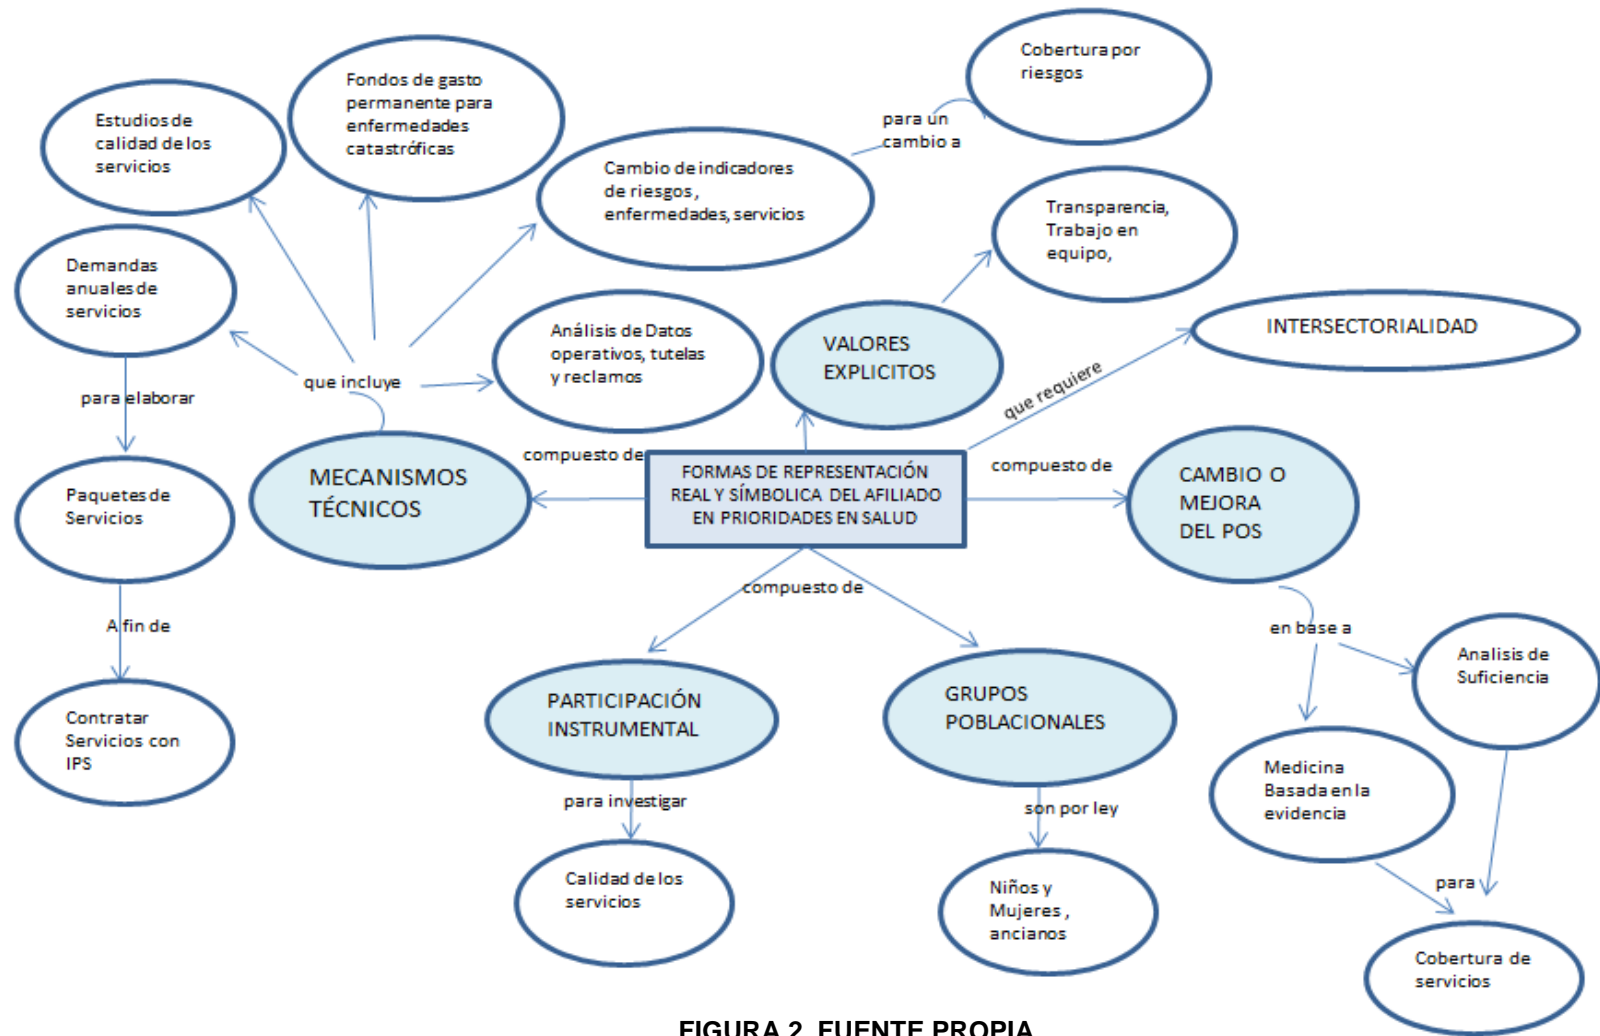 Cobertura por
riesgos
Fondos de gasto
permanente para
enfermedades
catastróficas
Estudios de
calidad de los
servicios
para un
cambio a
Cambio de indicadores
de riesgos ,
enfermedades, servicios
Transparencia,
Trabajo en
equipo,
Demandas
anuales de
servicios
INTERSECTORIALIDAD
Análisis de Datos
operativos, tutelas
y reclamos
VALORES
EXPLICITOS
que incluye
que requiere
para elaborar
compuesto de
MECANISMOS
TÉCNICOS
FORMAS DE REPRESENTACIÓN
REAL Y SÍMBOLICA DEL AFILIADO
EN PRIORIDADES EN SALUD
compuesto de
CAMBIO O
MEJORA
DEL POS
Paquetes de
Servicios
compuesto de
A fin de
en base a
Analisis de
Suficiencia
PARTICIPACIÓN
INSTRUMENTAL
GRUPOS
POBLACIONALES
Contratar
Servicios con
IPS
Medicina
Basada en la
evidencia
para investigar
son por ley
para
Calidad de los
servicios
Niños y
Mujeres ,
ancianos
Cobertura de
servicios
FIGURA 2. FUENTE PROPIA